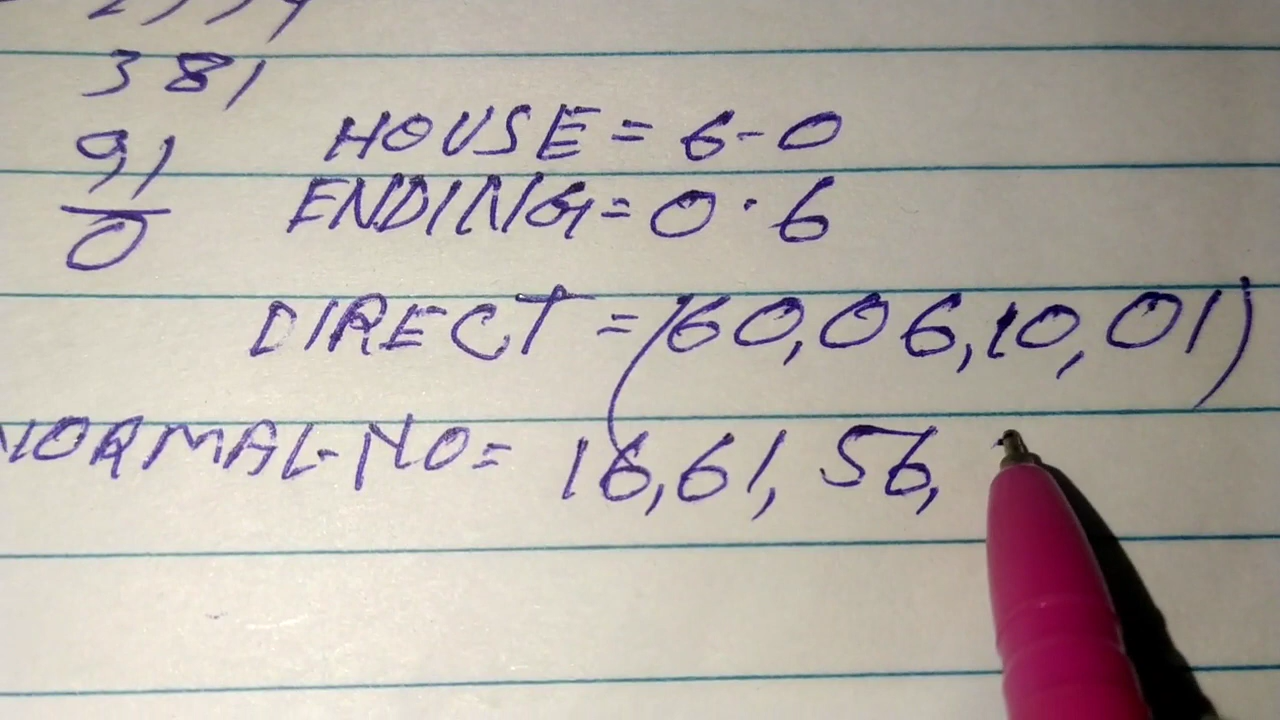 381
91 HOUSE = 6-0
0 ENDING = 0.6
DIRECT = (60,06,10,01)
NORMAL-NO = 16,61, 56,